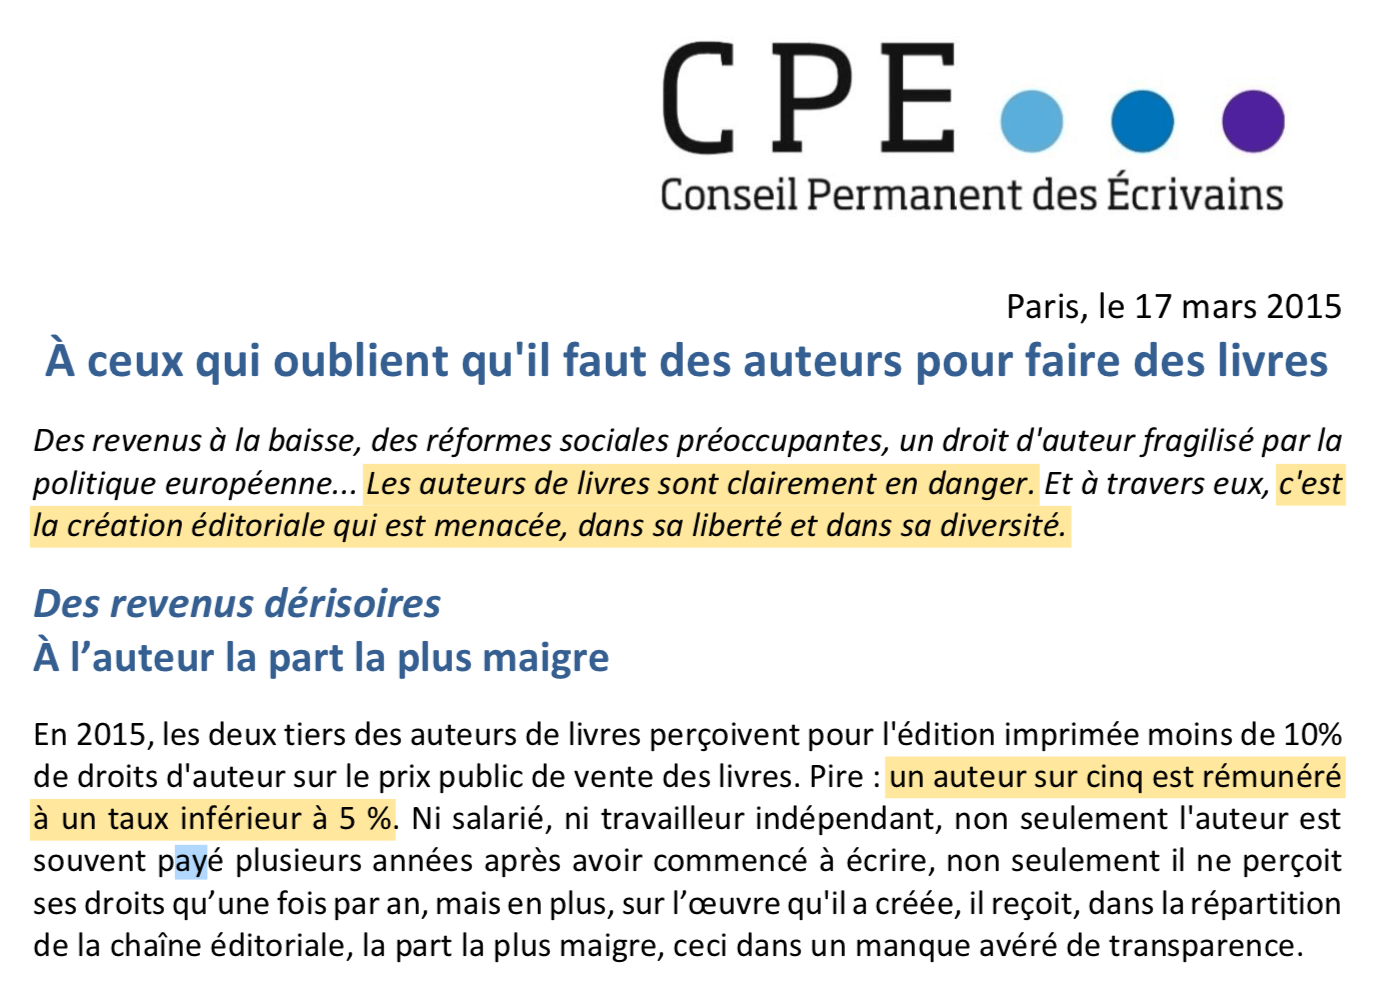 CPE
Conseil Permanent des Écrivains
Paris, le 17 mars 2015
À ceux qui oublient qu'il faut des auteurs pour faire des livres
Des revenus à la baisse, des réformes sociales préoccupantes, un droit d'auteur fragilisé par la
politique européenne... Les auteurs de livres sont clairement en danger. Et à travers eux, c'est
la création éditoriale qui est menacée, dans sa liberté et dans sa diversité.
Des revenus dérisoires
À l’auteur la part la plus maigre
En 2015, les deux tiers des auteurs de livres perçoivent pour l'édition imprimée moins de 10%
de droits d'auteur sur le prix public de vente des livres. Pire : un auteur sur cinq est rémunéré
à un taux inférieur à 5 %. Ni salarié, ni travailleur indépendant, non seulement l'auteur est
souvent payé plusieurs années après avoir commencé à écrire, non seulement il ne perçoit
ses droits qu’une fois par an, mais en plus, sur l’œuvre qu'il a créée, il reçoit, dans la répartition
de la chaîne éditoriale, la part la plus maigre, ceci dans un manque avéré de transparence.